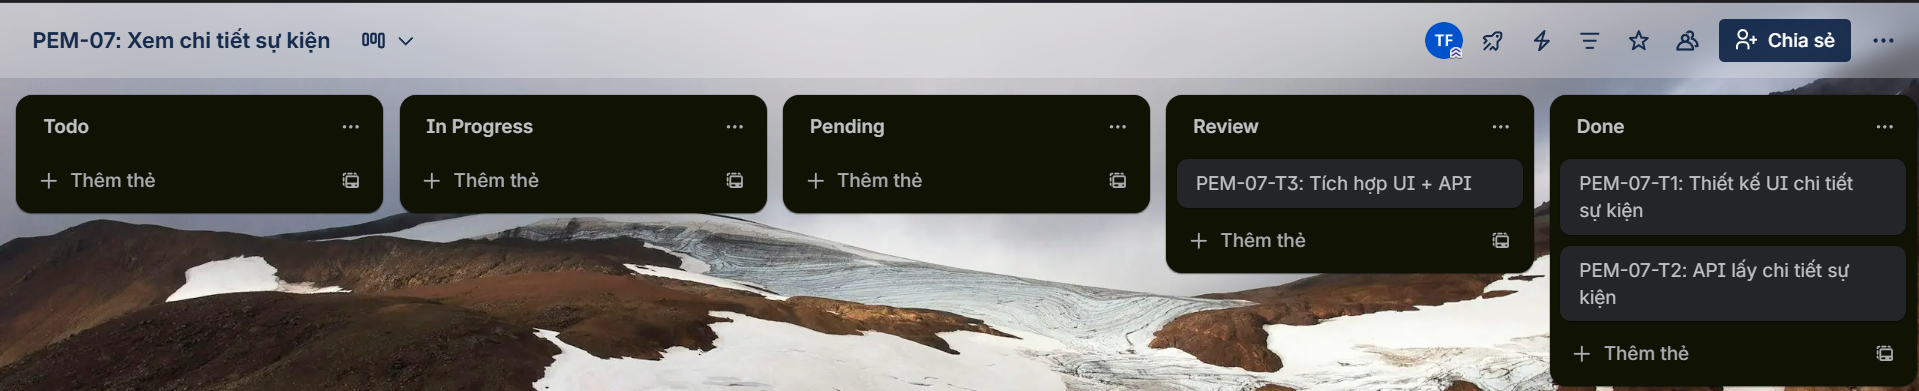 PEM-07: Xem chi tiết sự kiện
TF
Chia sẻ
Todo
Thêm thẻ
In Progress
Thêm thẻ
Pending
Thêm thẻ
Review
PEM-07-T3: Tích hợp UI + API
Thêm thẻ
Done
PEM-07-T1: Thiết kế UI chi tiết
sự kiện
PEM-07-T2: API lấy chi tiết sự
kiện
Thêm thẻ